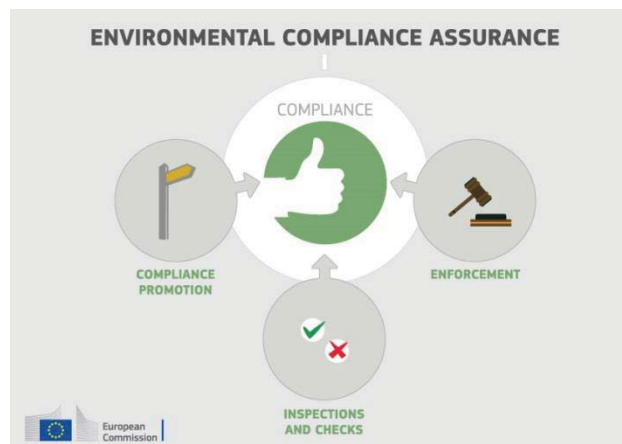 ENVIRONMENTAL COMPLIANCE ASSURANCE
COMPLIANCE
COMPLIANCE
PROMOTION
ENFORCEMENT
INSPECTIONS
AND CHECKS
European
Commission